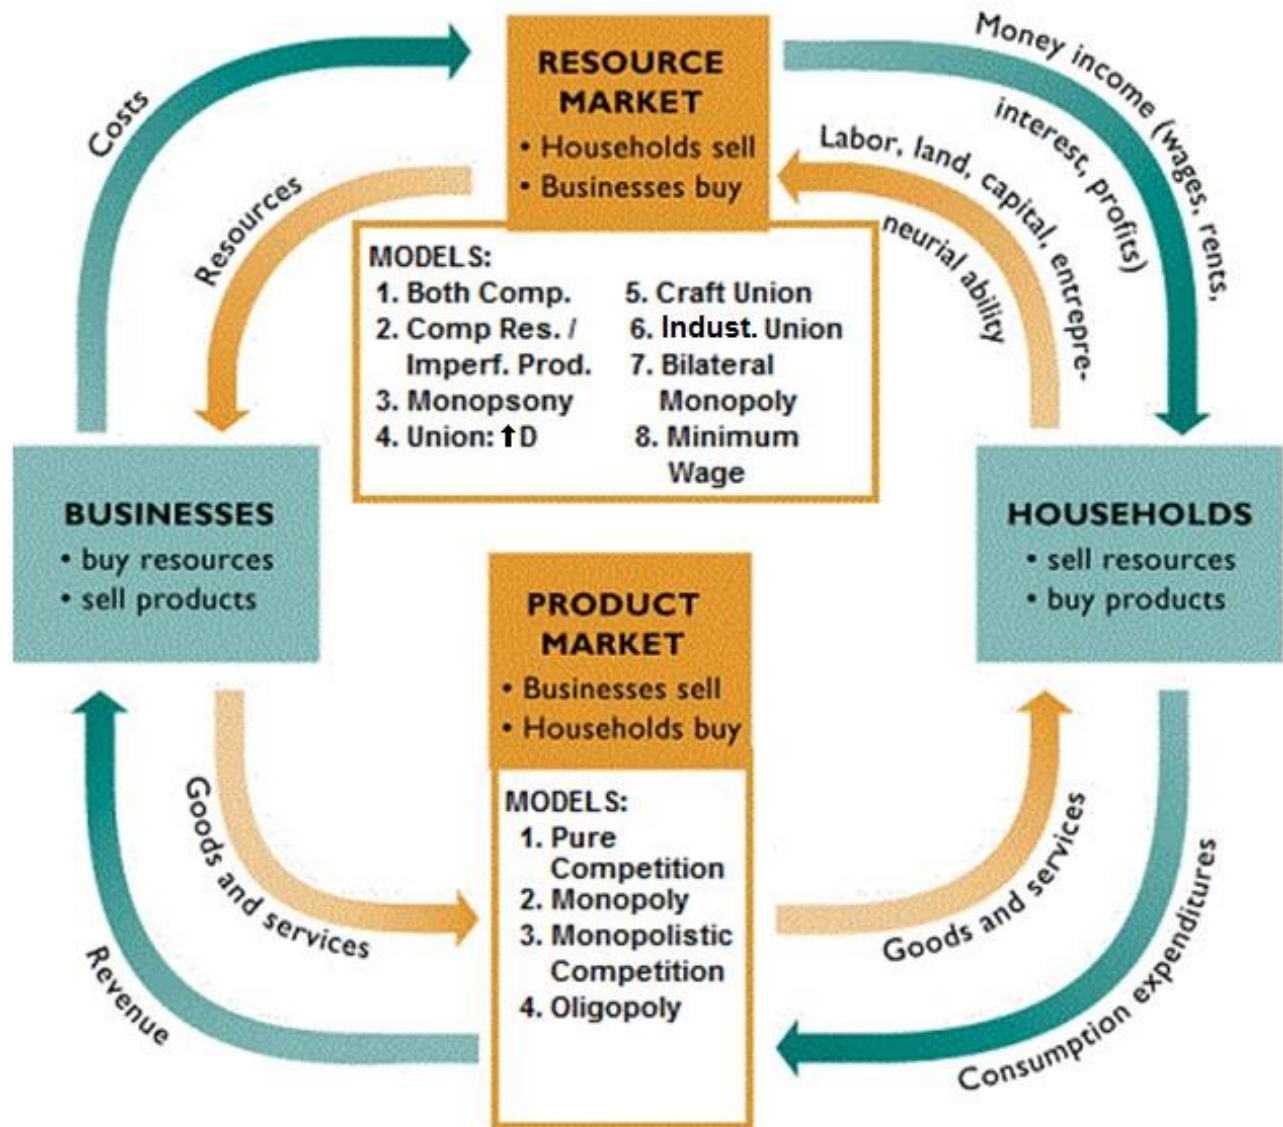 Costs
Resources
RESOURCE
MARKET
• Households sell
• Businesses buy
Money income (wages, rents,
interest, profits)
Labor, land, capital, entrepre-
neurial ability
MODELS:
1. Both Comp.
2. Comp Res. /
Imperf. Prod.
3. Monopsony
4. Union: ↑D
5. Craft Union
6. Indust. Union
7. Bilateral
Monopoly
8. Minimum
Wage
BUSINESSES
• buy resources
• sell products
HOUSEHOLDS
• sell resources
• buy products
PRODUCT
MARKET
• Businesses sell
• Households buy
MODELS:
1. Pure
Competition
2. Monopoly
3. Monopolistic
Competition
4. Oligopoly
Goods and services
Revenue
Goods and services
Consumption expenditures